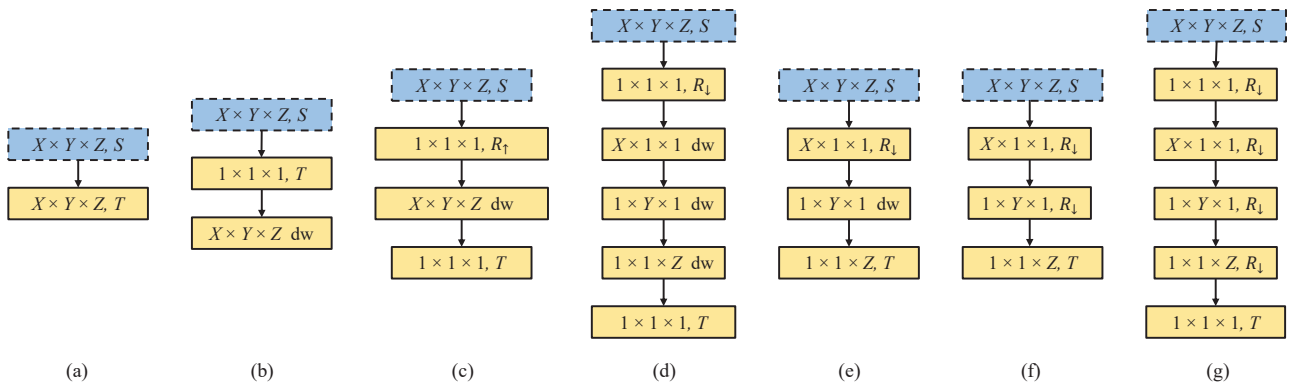 X × Y × Z, S
X × Y × Z, T
(a)
X × Y × Z, S
1 × 1 × 1, T
X × Y × Z dw
(b)
X × Y × Z, S
1 × 1 × 1, R↑
X × Y × Z dw
1 × 1 × 1, T
(c)
X × Y × Z, S
1 × 1 × 1, R↓
X × 1 × 1 dw
1 × Y × 1 dw
1 × 1 × Z dw
1 × 1 × 1, T
(d)
X × Y × Z, S
X × 1 × 1, R↓
1 × Y × 1 dw
1 × 1 × Z, T
(e)
X × Y × Z, S
X × 1 × 1, R↓
1 × Y × 1, R↓
1 × 1 × Z, T
(f)
X × Y × Z, S
1 × 1 × 1, R↓
X × 1 × 1, R↓
1 × Y × 1, R↓
1 × 1 × Z, R↓
1 × 1 × 1, T
(g)